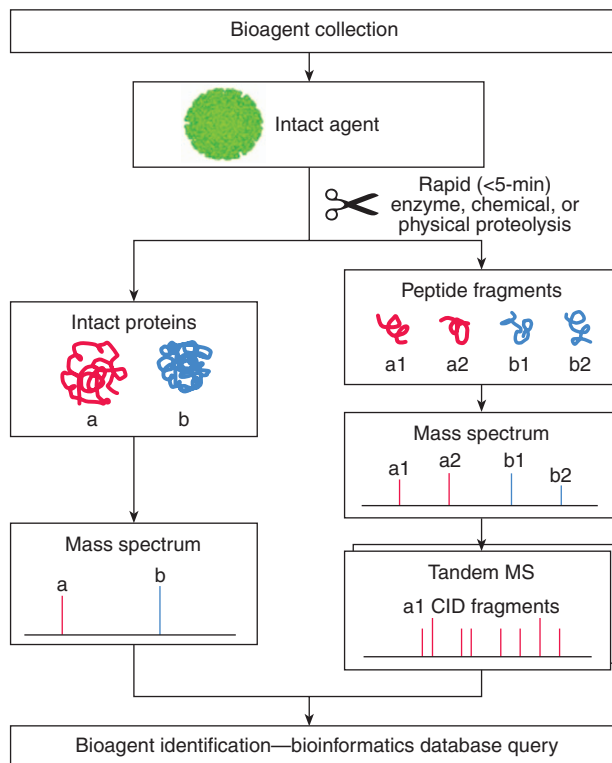 Bioagent collection
Intact agent
Rapid (<5-min)
enzyme, chemical, or
physical proteolysis
Intact proteins
a b
Mass spectrum
a b
Peptide fragments
a1 a2 b1 b2
Mass spectrum
a1 a2 b1 b2
Tandem MS
a1 CID fragments
Bioagent identification—bioinformatics database query